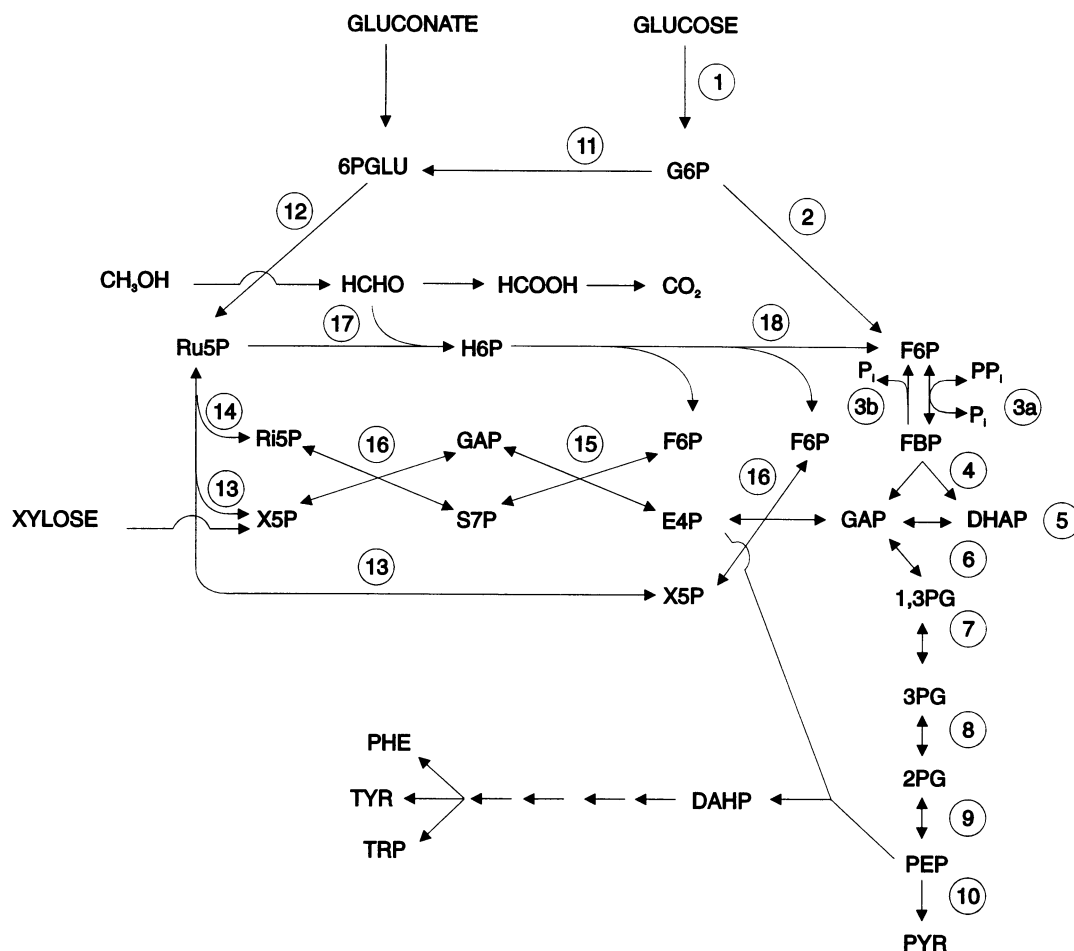 GLUCONATE GLUCOSE
1
11
6PGLU G6P
12 2
CH₃OH HCHO HCOOH CO₂
17 18
Ru5P H6P F6P
Pᵢ PPᵢ
3b 3a
Pᵢ
14
Ri5P 16 GAP 15 F6P F6P FBP
13 16 4
XYLOSE X5P S7P E4P GAP DHAP 5
13 6
X5P 1,3PG
7
3PG
8
PHE
2PG
TYR DAHP
9
TRP
PEP
10
PYR